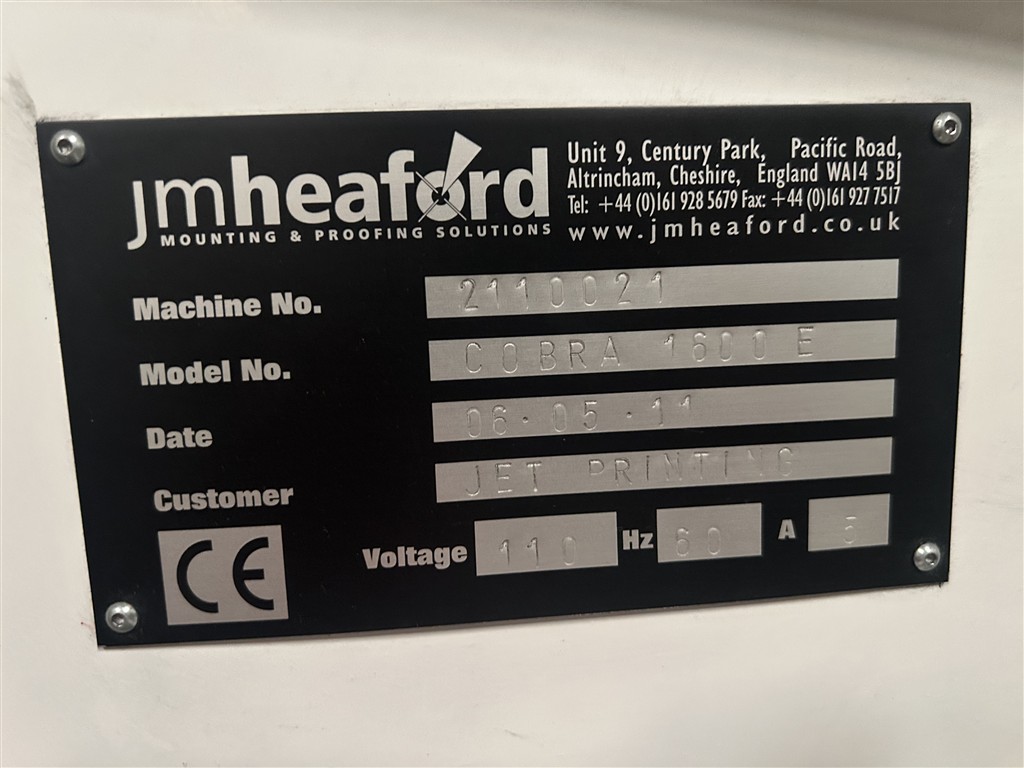 jmheaford
MOUNTING & PROOFING SOLUTIONS
Unit 9, Century Park, Pacific Road,
Altrincham, Cheshire, England WA14 5BJ
Tel: +44 (0)161 928 5679 Fax: +44 (0)161 927 7517
www.jmheaford.co.uk
Machine No. 2110021
Model No. COBRA 1600 E
Date 06·05·11
Customer JET PRINTING
CE Voltage 110 Hz 60 A 5